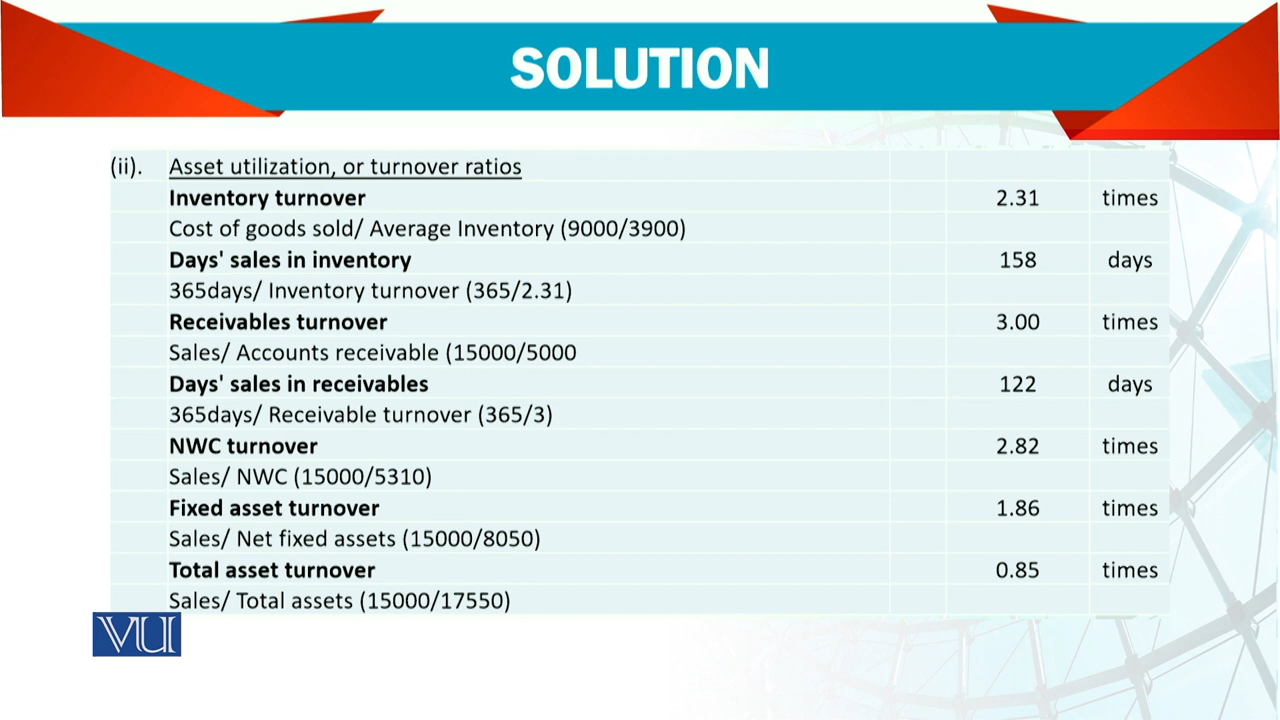 SOLUTION
(ii). Asset utilization, or turnover ratios
Inventory turnover 2.31 times
Cost of goods sold/ Average Inventory (9000/3900)
Days' sales in inventory 158 days
365days/ Inventory turnover (365/2.31)
Receivables turnover 3.00 times
Sales/ Accounts receivable (15000/5000
Days' sales in receivables 122 days
365days/ Receivable turnover (365/3)
NWC turnover 2.82 times
Sales/ NWC (15000/5310)
Fixed asset turnover 1.86 times
Sales/ Net fixed assets (15000/8050)
Total asset turnover 0.85 times
Sales/ Total assets (15000/17550)
VU